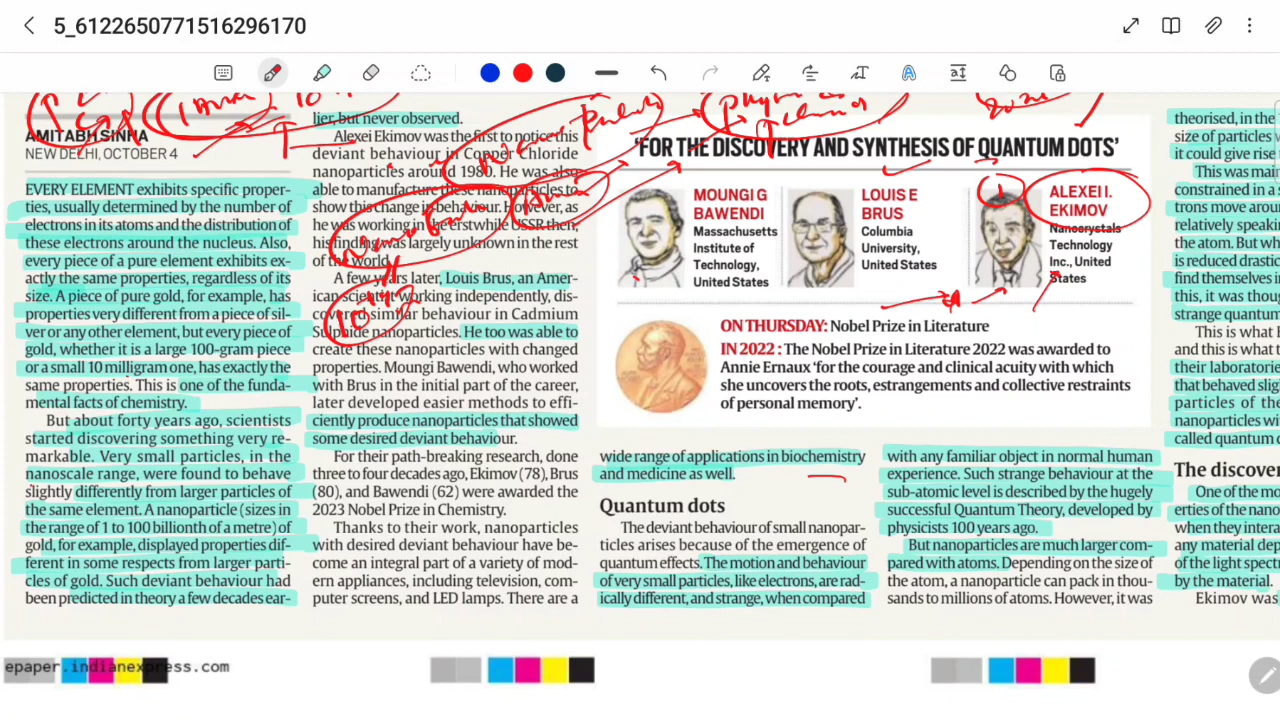 5_6122650771516296170
AMITABH SINHA
NEW DELHI, OCTOBER 4
EVERY ELEMENT exhibits specific proper-
ties, usually determined by the number of
electrons in its atoms and the distribution of
these electrons around the nucleus. Also,
every piece of a pure element exhibits ex-
actly the same properties, regardless of its
size. A piece of pure gold, for example, has
properties very different from a piece of sil-
ver or any other element, but every piece of
gold, whether it is a large 100-gram piece
or a small 10 milligram one, has exactly the
same properties. This is one of the funda-
mental facts of chemistry.
But about forty years ago, scientists
started discovering something very re-
markable. Very small particles, in the
nanoscale range, were found to behave
slightly differently from larger particles of
the same element. A nanoparticle (sizes in
the range of 1 to 100 billionth of a metre) of
gold, for example, displayed properties dif-
ferent in some respects from larger parti-
cles of gold. Such deviant behaviour had
been predicted in theory a few decades ear-
lier, but never observed.
Alexei Ekimov was the first to notice this
deviant behaviour in Copper Chloride
nanoparticles around 1980. He was also
able to manufacture these nanoparticles to
show this change in behaviour. However, as
he was working in the erstwhile USSR then,
his finding was largely unknown in the rest
of the world.
A few years later, Louis Brus, an Amer-
ican scientist working independently, dis-
covered similar behaviour in Cadmium
Sulphide nanoparticles. He too was able to
create these nanoparticles with changed
properties. Moungi Bawendi, who worked
with Brus in the initial part of the career,
later developed easier methods to effi-
ciently produce nanoparticles that showed
some desired deviant behaviour.
For their path-breaking research, done
three to four decades ago, Ekimov (78), Brus
(80), and Bawendi (62) were awarded the
2023 Nobel Prize in Chemistry.
Thanks to their work, nanoparticles
with desired deviant behaviour have be-
come an integral part of a variety of mod-
ern appliances, including television, com-
puter screens, and LED lamps. There are a
'FOR THE DISCOVERY AND SYNTHESIS OF QUANTUM DOTS'
MOUNGI G
BAWENDI
Massachusetts
Institute of
Technology,
United States
LOUIS E
BRUS
Columbia
University,
United States
ALEXEI I.
EKIMOV
Nanocrystals
Technology
Inc., United
States
ON THURSDAY: Nobel Prize in Literature
IN 2022 : The Nobel Prize in Literature 2022 was awarded to
Annie Ernaux 'for the courage and clinical acuity with which
she uncovers the roots, estrangements and collective restraints
of personal memory'.
wide range of applications in biochemistry
and medicine as well.
Quantum dots
The deviant behaviour of small nanopar-
ticles arises because of the emergence of
quantum effects. The motion and behaviour
of very small particles, like electrons, are rad-
ically different, and strange, when compared
with any familiar object in normal human
experience. Such strange behaviour at the
sub-atomic level is described by the hugely
successful Quantum Theory, developed by
physicists 100 years ago.
But nanoparticles are much larger com-
pared with atoms. Depending on the size of
the atom, a nanoparticle can pack in thou-
sands to millions of atoms. However, it was
theorised, in the
size of particles
it could give rise
This was main
constrained in a
trons move aroun
relatively speaki
the atom. But wh
is reduced drastic
find themselves i
this, it was thou
strange quantum
This is what
and this is what t
their laboratorie
that behaved slig
particles of the
nanoparticles wi
called quantum
The discover
One of the mo
erties of the nano
when they intera
any material dep
of the light spectr
by the material.
Ekimov was
epaper.indianexpress.com